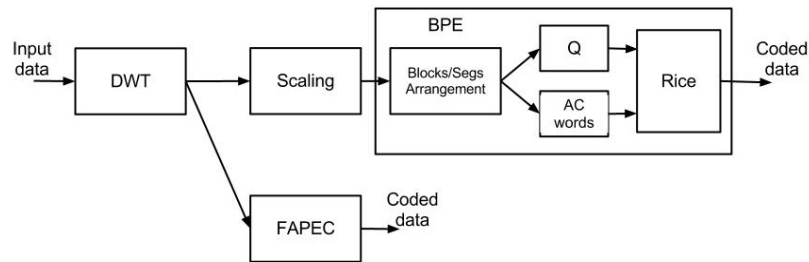 BPE
Input
data
DWT
Scaling
Blocks/Segs
Arrangement
Q
AC
words
Rice
Coded
data
FAPEC
Coded
data